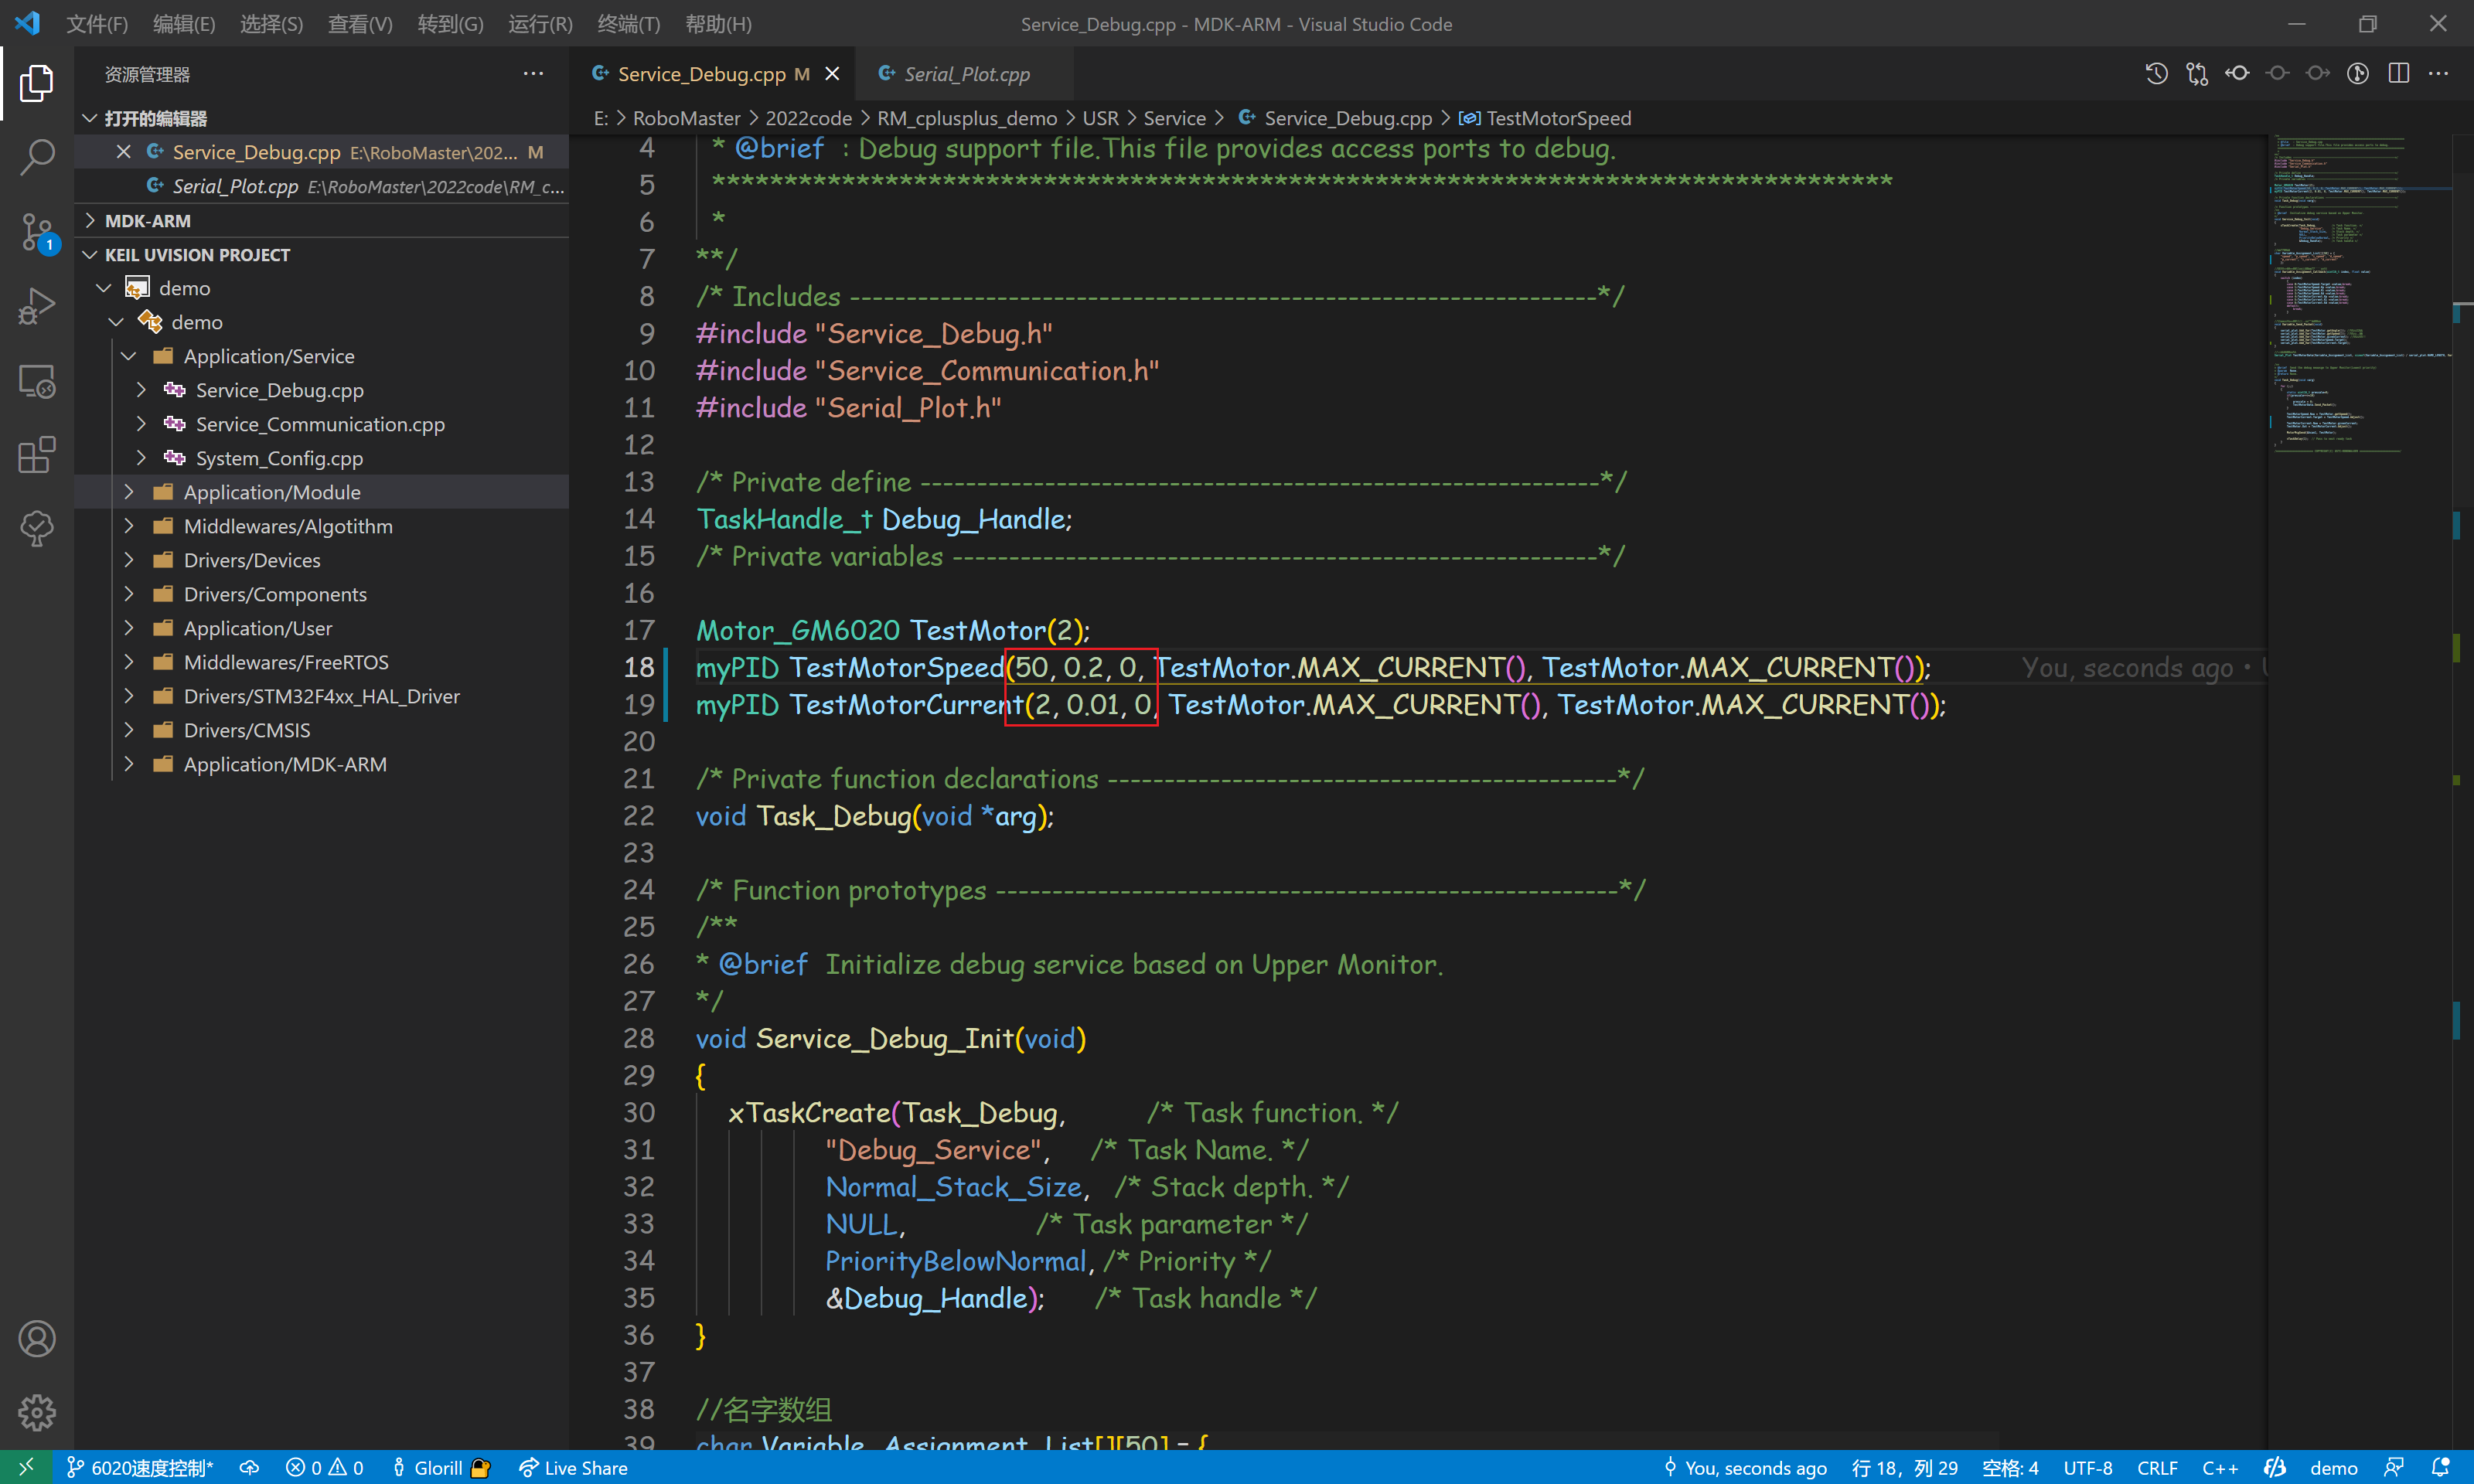 文件(F) 编辑(E) 选择(S) 查看(V) 转到(G) 运行(R) 终端(T) 帮助(H) Service_Debug.cpp - MDK-ARM - Visual Studio Code
资源管理器
打开的编辑器
Service_Debug.cpp E:\RoboMaster\202... M
Serial_Plot.cpp E:\RoboMaster\2022code\RM_c...
MDK-ARM
KEIL UVISION PROJECT
demo
demo
Application/Service
Service_Debug.cpp
Service_Communication.cpp
System_Config.cpp
Application/Module
Middlewares/Algotithm
Drivers/Devices
Drivers/Components
Application/User
Middlewares/FreeRTOS
Drivers/STM32F4xx_HAL_Driver
Drivers/CMSIS
Application/MDK-ARM
1
Service_Debug.cpp M
Serial_Plot.cpp
E: > RoboMaster > 2022code > RM_cplusplus_demo > USR > Service > Service_Debug.cpp > TestMotorSpeed
4 * @brief : Debug support file.This file provides access ports to debug.
5 **********************************************************************************
6 *
7 **/
8 /* Includes ------------------------------------------------------------------*/
9 #include "Service_Debug.h"
10 #include "Service_Communication.h"
11 #include "Serial_Plot.h"
12
13 /* Private define ------------------------------------------------------------*/
14 TaskHandle_t Debug_Handle;
15 /* Private variables ---------------------------------------------------------*/
16
17 Motor_GM6020 TestMotor(2);
18 myPID TestMotorSpeed(50, 0.2, 0, TestMotor.MAX_CURRENT(), TestMotor.MAX_CURRENT()); You, seconds ago •
19 myPID TestMotorCurrent(2, 0.01, 0, TestMotor.MAX_CURRENT(), TestMotor.MAX_CURRENT());
20
21 /* Private function declarations ---------------------------------------------*/
22 void Task_Debug(void *arg);
23
24 /* Function prototypes -------------------------------------------------------*/
25 /**
26 * @brief Initialize debug service based on Upper Monitor.
27 */
28 void Service_Debug_Init(void)
29 {
30 xTaskCreate(Task_Debug, /* Task function. */
31 "Debug_Service", /* Task Name. */
32 Normal_Stack_Size, /* Stack depth. */
33 NULL, /* Task parameter */
34 PriorityBelowNormal, /* Priority */
35 &Debug_Handle); /* Task handle */
36 }
37
38 //名字数组
39 char Variable_Assignment_List[][50] = {
6020速度控制* 0 0 Glorill Live Share You, seconds ago 行 18，列 29 空格: 4 UTF-8 CRLF C++ demo